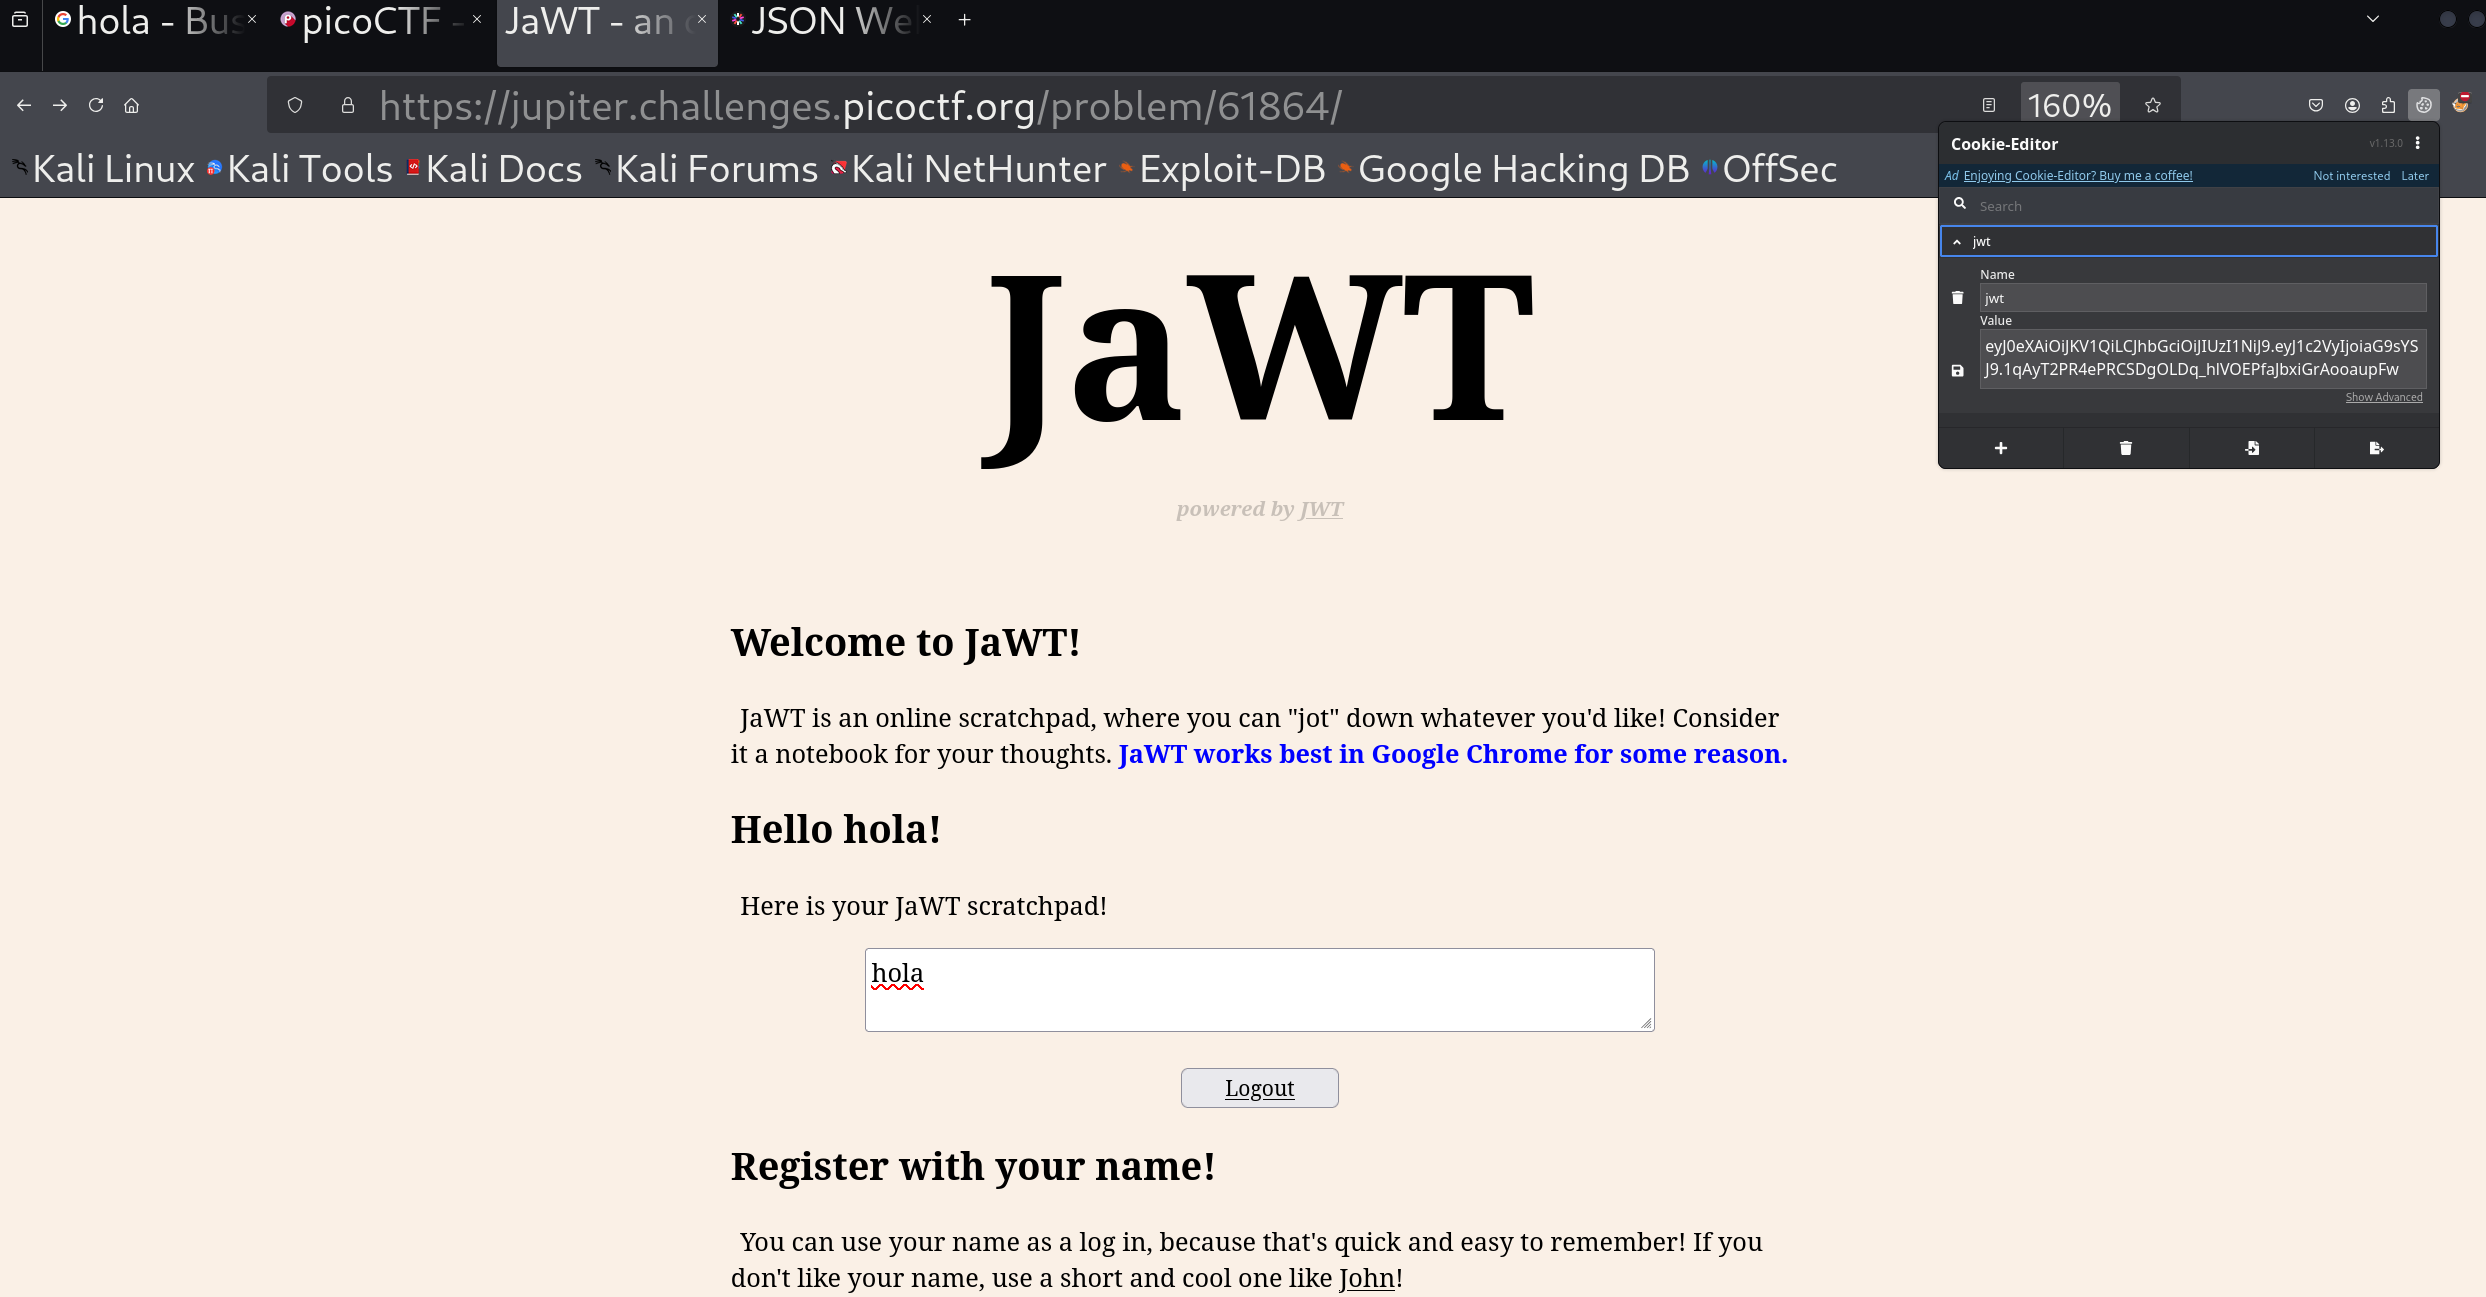 hola - Bus
picoCTF -
JaWT - an
JSON We
https://jupiter.challenges.picoctf.org/problem/61864/
160%
Kali Linux Kali Tools Kali Docs Kali Forums Kali NetHunter Exploit-DB Google Hacking DB OffSec
Cookie-Editor v1.13.0
Ad Enjoying Cookie-Editor? Buy me a coffee! Not interested Later
Search
jwt
Name
jwt
Value
eyJ0eXAiOiJKV1QiLCJhbGciOiJIUzI1NiJ9.eyJ1c2VyIjoiaG9sYS
J9.1qAyT2PR4ePRCSDgOLDq_hlVOEPfaJbxiGrAooaupFw
Show Advanced
JaWT
powered by JWT
Welcome to JaWT!
JaWT is an online scratchpad, where you can "jot" down whatever you'd like! Consider
it a notebook for your thoughts. JaWT works best in Google Chrome for some reason.
Hello hola!
Here is your JaWT scratchpad!
hola
Logout
Register with your name!
You can use your name as a log in, because that's quick and easy to remember! If you
don't like your name, use a short and cool one like John!